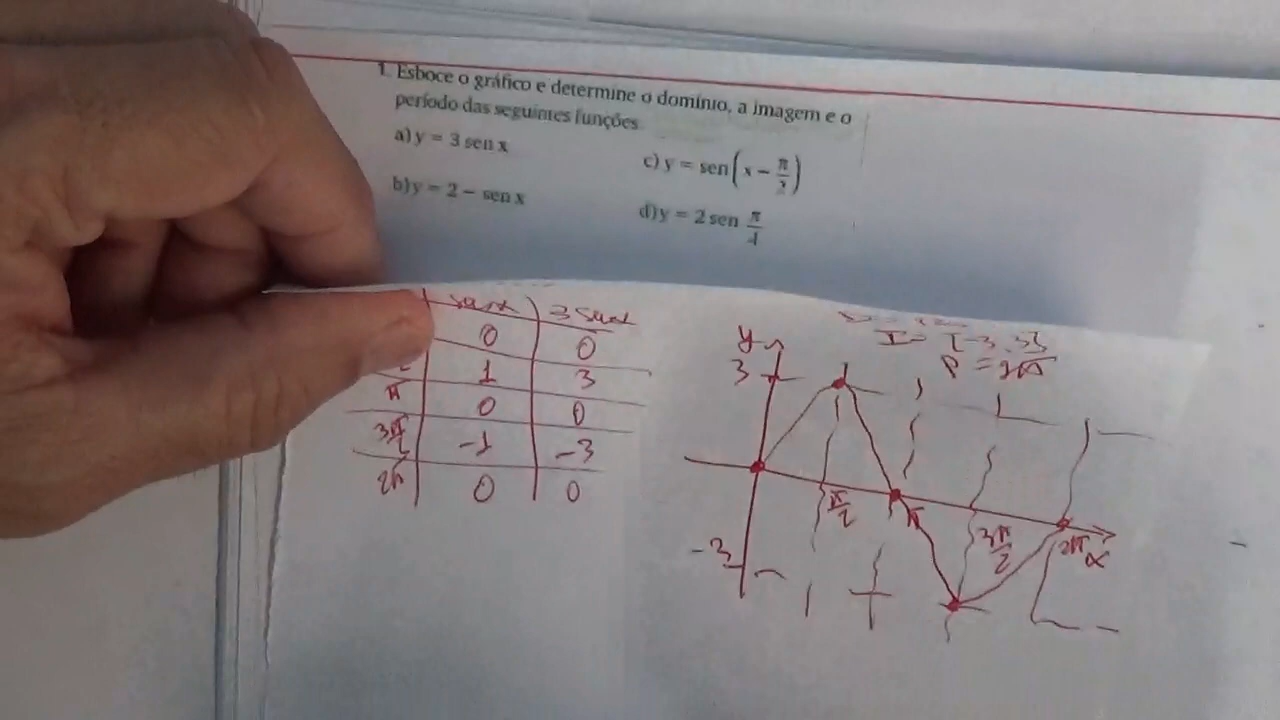 1. Esboce o gráfico e determine o domínio, a imagem e o
período das seguintes funções
a) y = 3 sen x
c) y = sen(x − π/2)
b) y = 2 − sen x
d) y = 2 sen π/4
senx 3 senx
0 0
1 3
π 0 0
3π/2 -1 -3
2π 0 0
I = [-3,3]
P = 2π
y
3
π/2 π 3π/2 2π x
-3